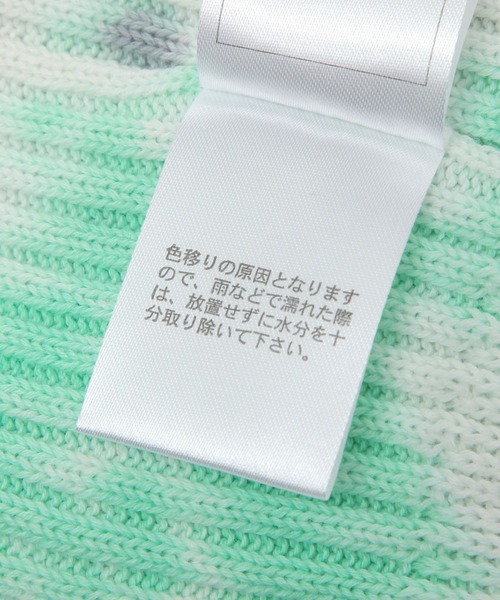 色移りの原因となります
ので、雨などで濡れた際
は、放置せずに水分を十
分取り除いて下さい。